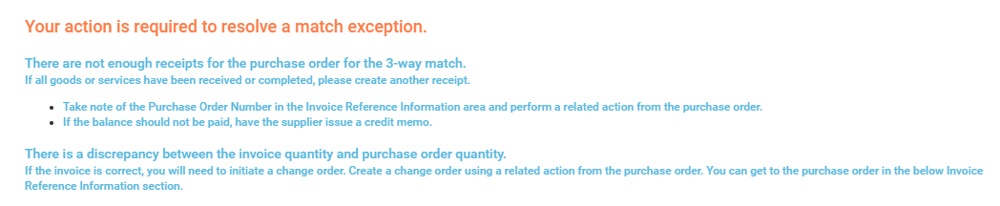 Your action is required to resolve a match exception.
There are not enough receipts for the purchase order for the 3-way match.
If all goods or services have been received or completed, please create another receipt.
• Take note of the Purchase Order Number in the Invoice Reference Information area and perform a related action from the purchase order.
• If the balance should not be paid, have the supplier issue a credit memo.
There is a discrepancy between the invoice quantity and purchase order quantity.
If the invoice is correct, you will need to initiate a change order. Create a change order using a related action from the purchase order. You can get to the purchase order in the below Invoice
Reference Information section.